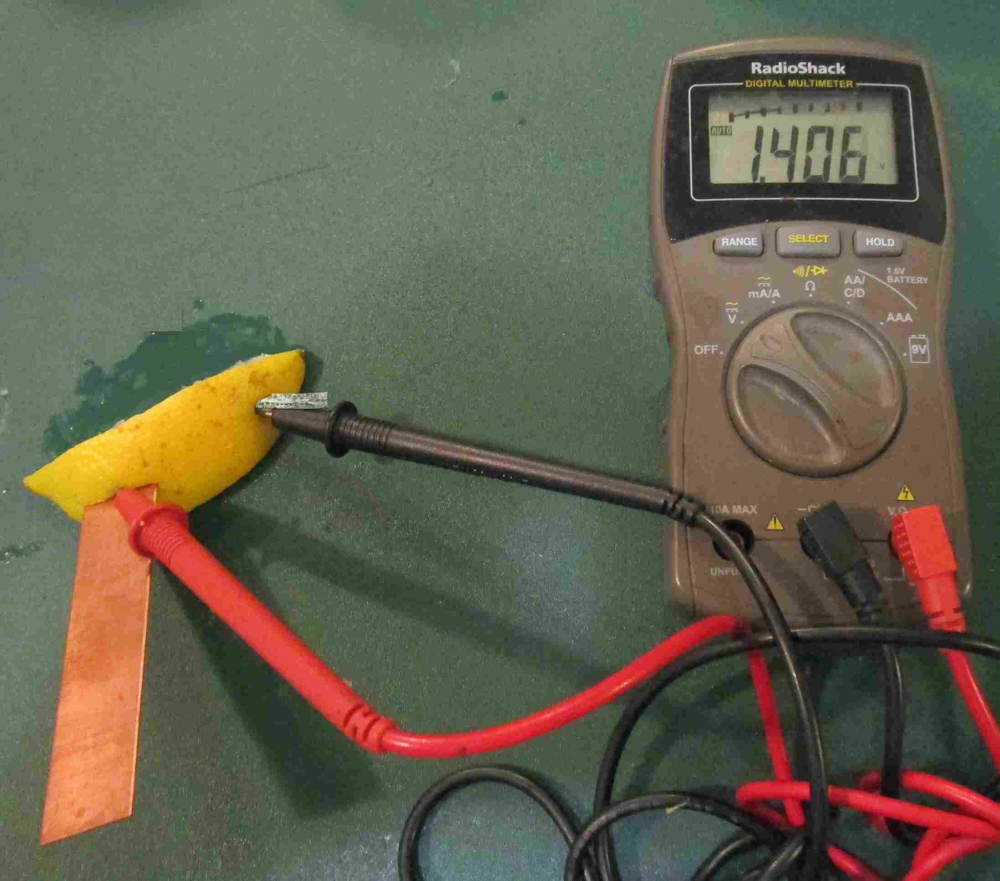 RadioShack
DIGITAL MULTIMETER
AUTO
1.406
V
RANGE
SELECT
HOLD
mA/A
Ω
AA/
C/D
1.5V
BATTERY
V
AAA
OFF
9V
10A MAX